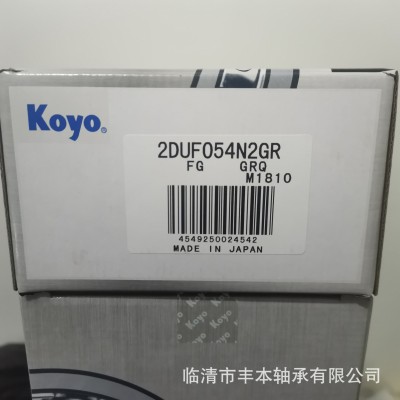 Koyo®
2DUF054N2GR
FG GRQ
M1810
4549250024542
MADE IN JAPAN
Koyo
临清市丰本轴承有限公司